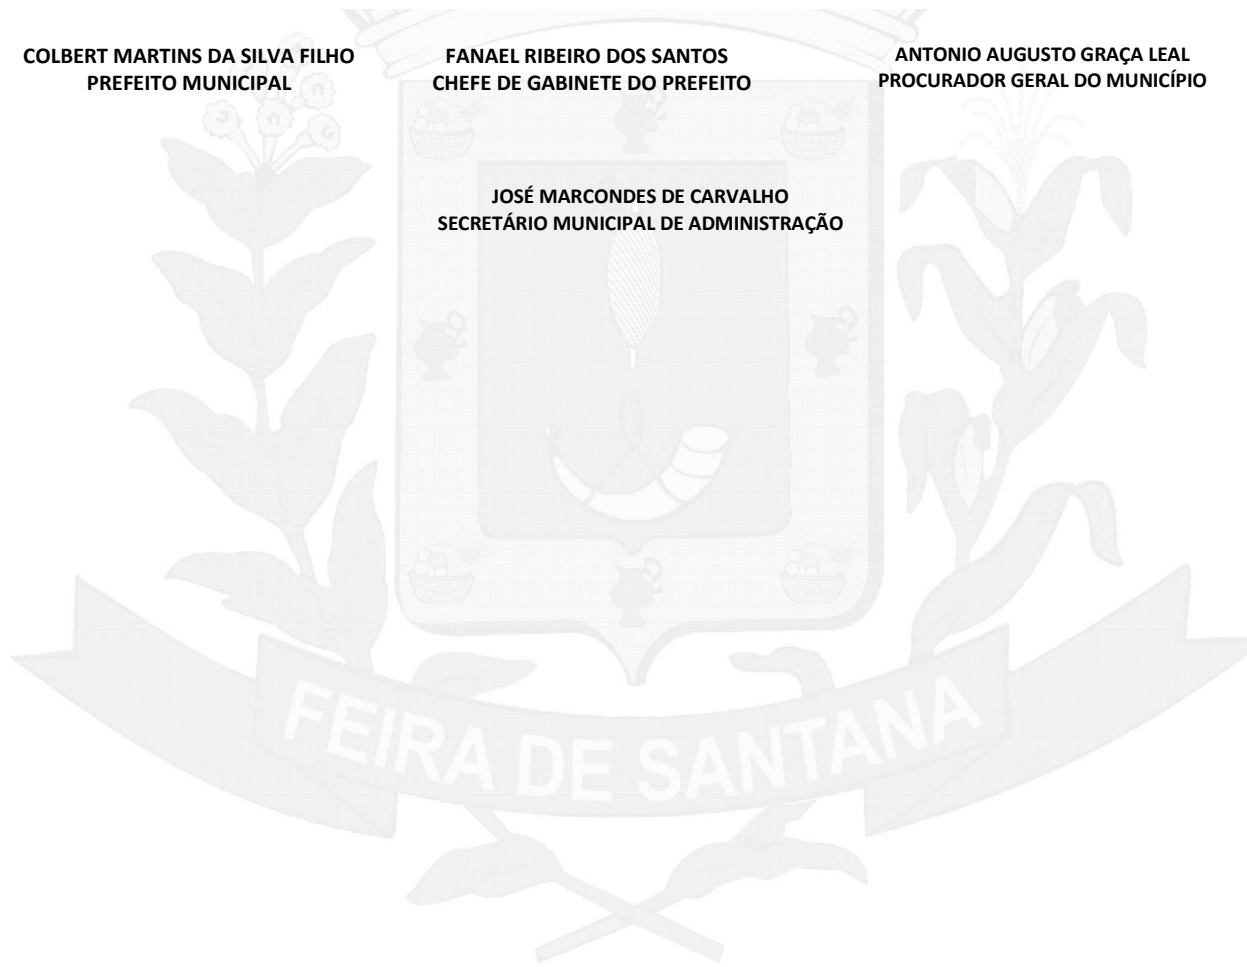 COLBERT MARTINS DA SILVA FILHO
PREFEITO MUNICIPAL
FANAEL RIBEIRO DOS SANTOS
CHEFE DE GABINETE DO PREFEITO
ANTONIO AUGUSTO GRAÇA LEAL
PROCURADOR GERAL DO MUNICÍPIO
JOSÉ MARCONDES DE CARVALHO
SECRETÁRIO MUNICIPAL DE ADMINISTRAÇÃO
FEIRA DE SANTANA